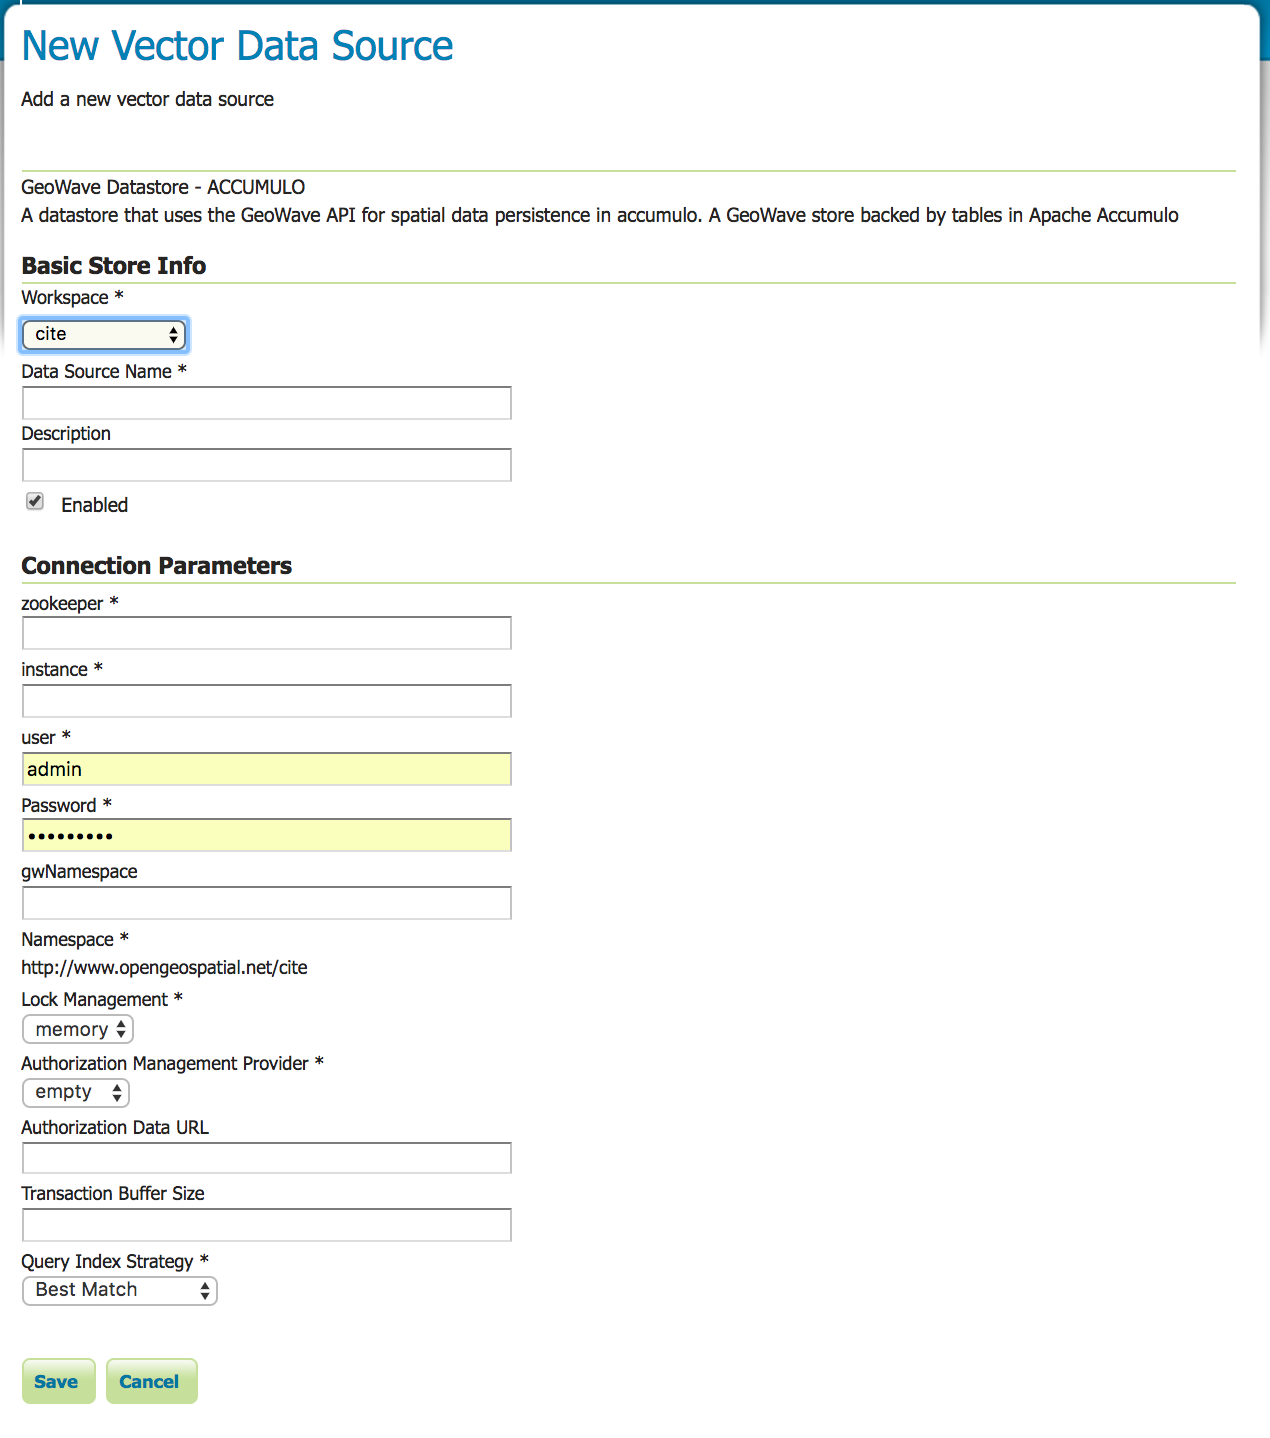 New Vector Data Source
Add a new vector data source
GeoWave Datastore - ACCUMULO
A datastore that uses the GeoWave API for spatial data persistence in accumulo. A GeoWave store backed by tables in Apache Accumulo
Basic Store Info
Workspace *
cite
Data Source Name *
Description
Enabled
Connection Parameters
zookeeper *
instance *
user *
admin
Password *
•••••••••
gwNamespace
Namespace *
http://www.opengeospatial.net/cite
Lock Management *
memory
Authorization Management Provider *
empty
Authorization Data URL
Transaction Buffer Size
Query Index Strategy *
Best Match
Save Cancel